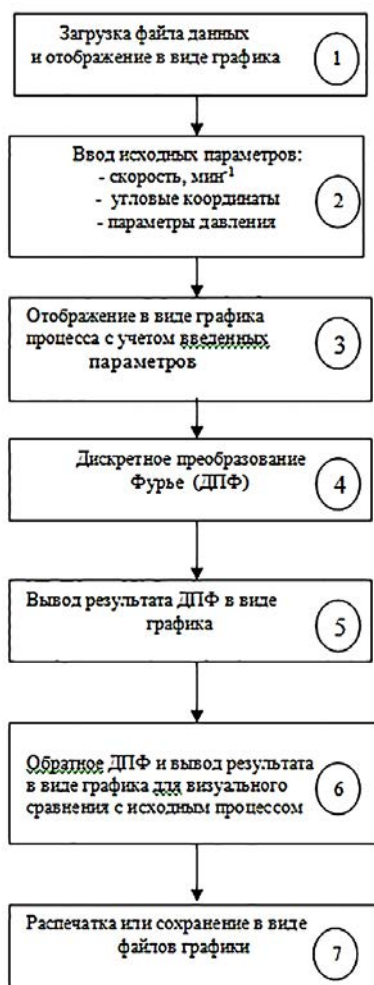 Загрузка файла данных
и отображение в виде графика
1
Ввод исходных параметров:
- скорость, мин⁻¹
- угловые координаты
- параметры давления
2
Отображение в виде графика
процесса с учетом введенных
параметров
3
Дискретное преобразование
Фурье (ДПФ)
4
Вывод результата ДПФ в виде
графика
5
Обратное ДПФ и вывод результата
в виде графика для визуального
сравнения с исходным процессом
6
Распечатка или сохранение в виде
файлов графики
7